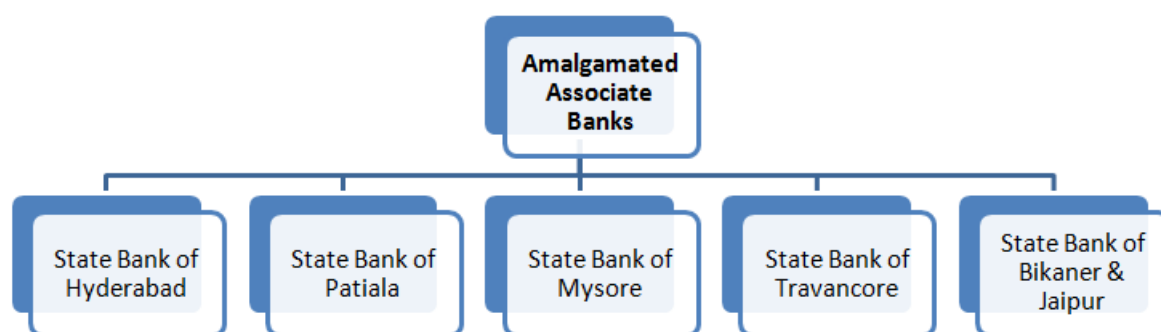 Amalgamated
Associate
Banks
State Bank of
Hyderabad
State Bank of
Patiala
State Bank of
Mysore
State Bank of
Travancore
State Bank of
Bikaner &
Jaipur